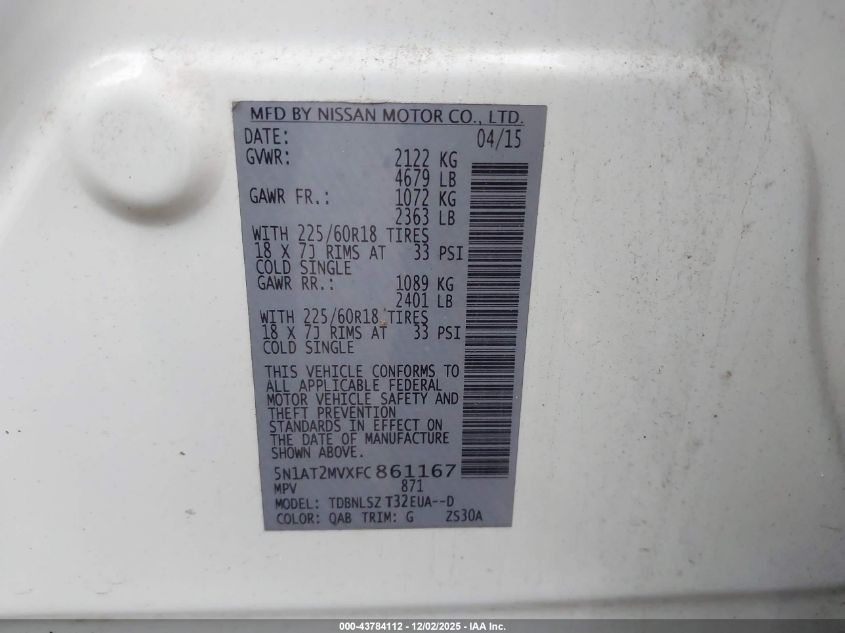 MFD BY NISSAN MOTOR CO., LTD.
DATE: 04/15
GVWR: 2122 KG
4679 LB
GAWR FR.: 1072 KG
2363 LB
WITH 225/60R18 TIRES
18 X 7J RIMS AT 33 PSI
COLD SINGLE
GAWR RR.: 1089 KG
2401 LB
WITH 225/60R18 TIRES
18 X 7J RIMS AT 33 PSI
COLD SINGLE
THIS VEHICLE CONFORMS TO
ALL APPLICABLE FEDERAL
MOTOR VEHICLE SAFETY AND
THEFT PREVENTION
STANDARDS IN EFFECT ON
THE DATE OF MANUFACTURE
SHOWN ABOVE.
5N1AT2MVXFC861167
MPV 871
MODEL: TDBNLSZ T32EUA--D
COLOR: QAB TRIM: G ZS30A
000-43784112 - 12/02/2025 - IAA Inc.